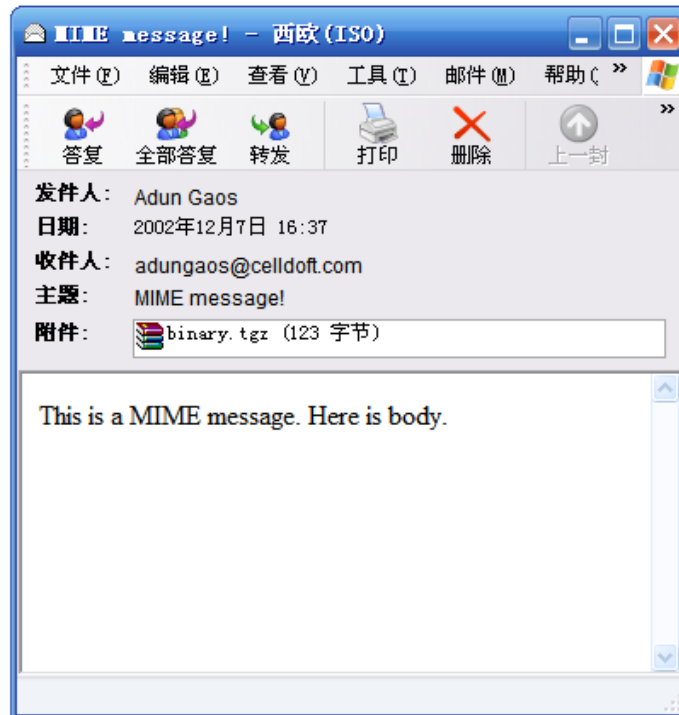 MIME message! - 西欧(ISO)
文件(F) 编辑(E) 查看(V) 工具(T) 邮件(M) 帮助( »
答复 全部答复 转发 打印 删除 上一封 »
发件人: Adun Gaos
日期: 2002年12月7日 16:37
收件人: adungaos@celldoft.com
主题: MIME message!
附件: binary.tgz (123 字节)
This is a MIME message. Here is body.